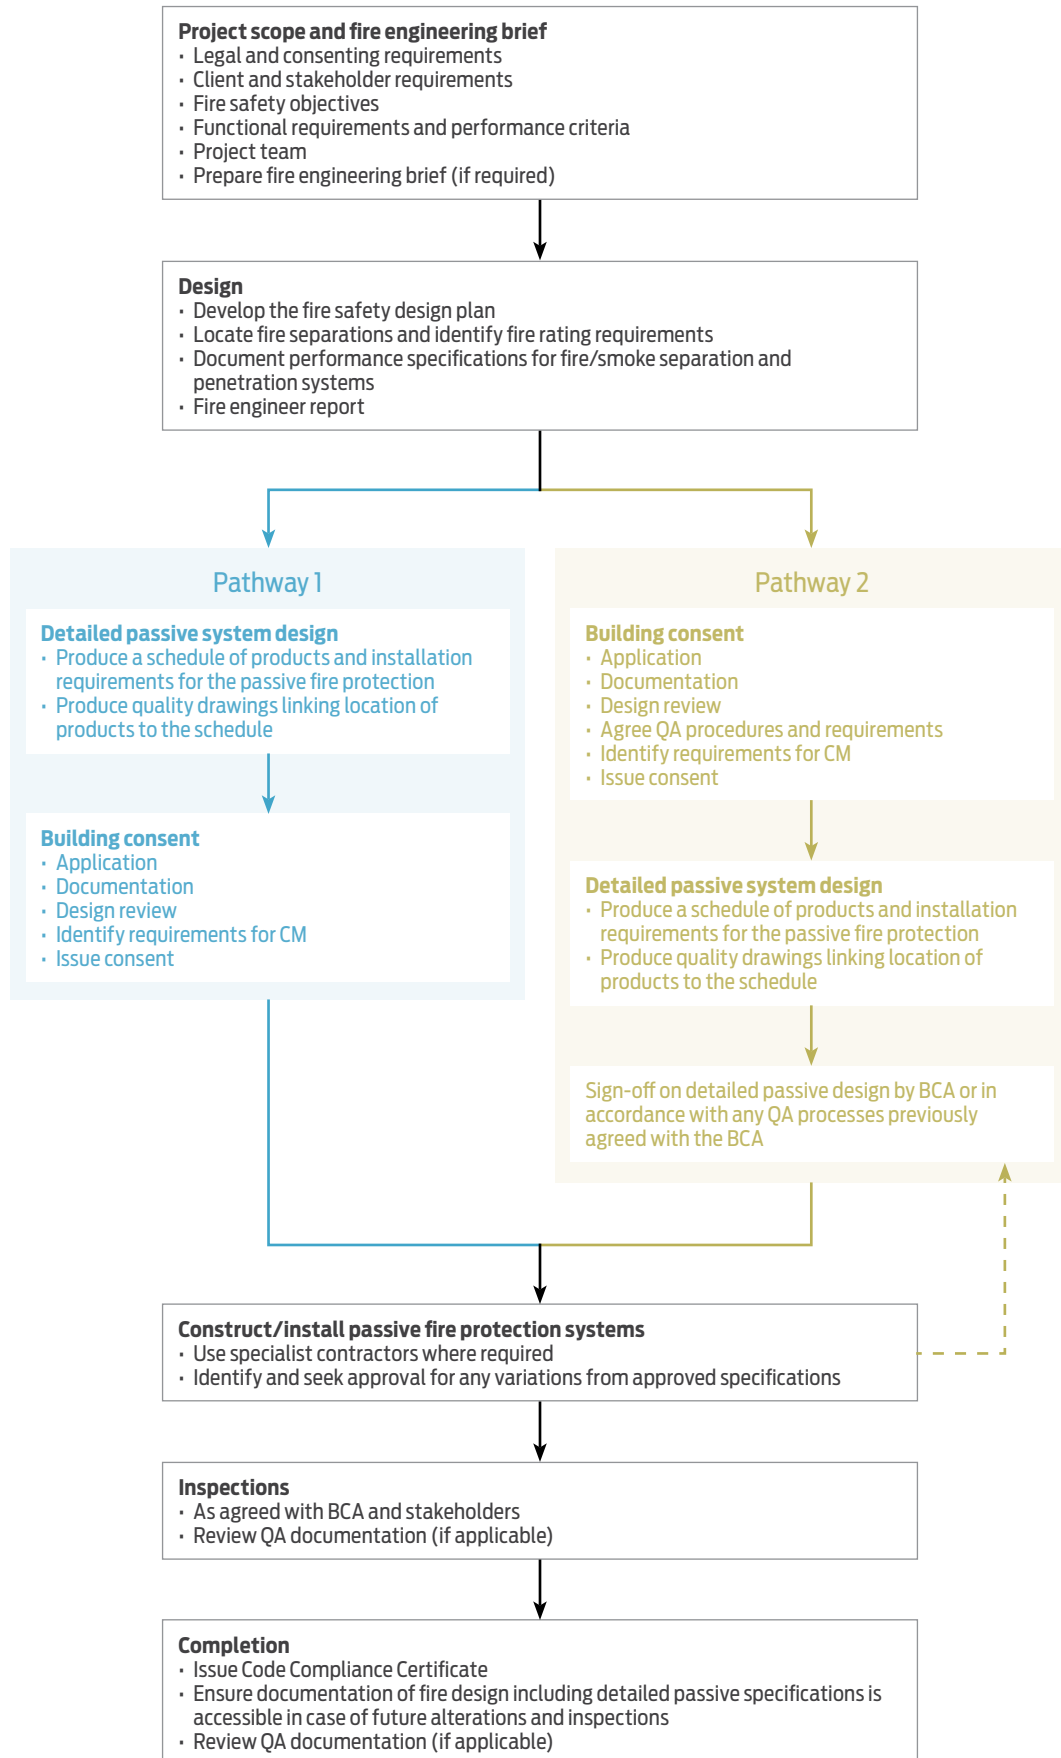 Project scope and fire engineering brief
· Legal and consenting requirements
· Client and stakeholder requirements
· Fire safety objectives
· Functional requirements and performance criteria
· Project team
· Prepare fire engineering brief (if required)
Design
· Develop the fire safety design plan
· Locate fire separations and identify fire rating requirements
· Document performance specifications for fire/smoke separation and
penetration systems
· Fire engineer report
Pathway 1
Detailed passive system design
· Produce a schedule of products and installation
requirements for the passive fire protection
· Produce quality drawings linking location of
products to the schedule
Building consent
· Application
· Documentation
· Design review
· Identify requirements for CM
· Issue consent
Pathway 2
Building consent
· Application
· Documentation
· Design review
· Agree QA procedures and requirements
· Identify requirements for CM
· Issue consent
Detailed passive system design
· Produce a schedule of products and installation
requirements for the passive fire protection
· Produce quality drawings linking location of
products to the schedule
Sign-off on detailed passive design by BCA or in
accordance with any QA processes previously
agreed with the BCA
Construct/install passive fire protection systems
· Use specialist contractors where required
· Identify and seek approval for any variations from approved specifications
Inspections
· As agreed with BCA and stakeholders
· Review QA documentation (if applicable)
Completion
· Issue Code Compliance Certificate
· Ensure documentation of fire design including detailed passive specifications is
accessible in case of future alterations and inspections
· Review QA documentation (if applicable)